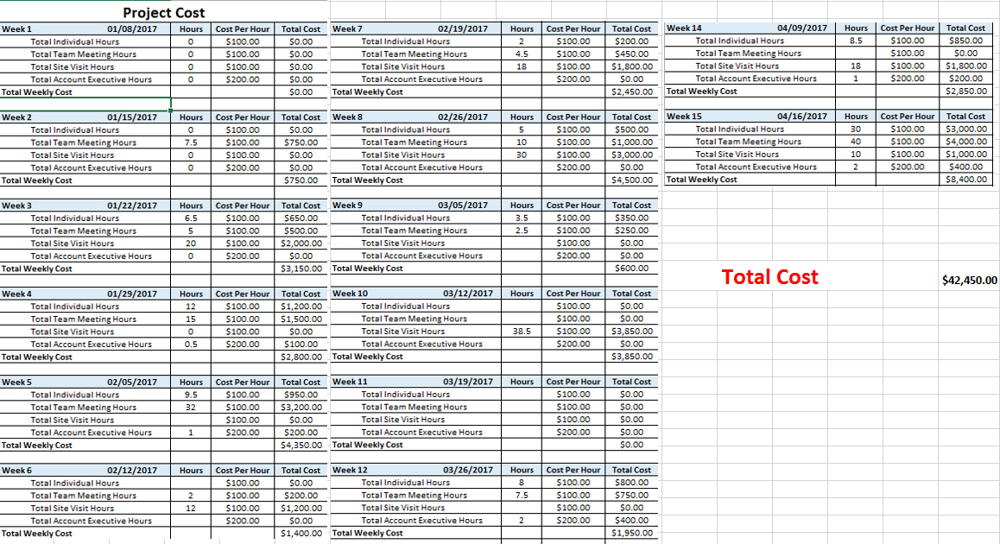 Project Cost
Week 1 01/08/2017 Hours Cost Per Hour Total Cost
Total Individual Hours 0 $100.00 $0.00
Total Team Meeting Hours 0 $100.00 $0.00
Total Site Visit Hours 0 $100.00 $0.00
Total Account Executive Hours 0 $200.00 $0.00
Total Weekly Cost $0.00
Week 2 01/15/2017 Hours Cost Per Hour Total Cost
Total Individual Hours 0 $100.00 $0.00
Total Team Meeting Hours 7.5 $100.00 $750.00
Total Site Visit Hours 0 $100.00 $0.00
Total Account Executive Hours 0 $200.00 $0.00
Total Weekly Cost $750.00
Week 3 01/22/2017 Hours Cost Per Hour Total Cost
Total Individual Hours 6.5 $100.00 $650.00
Total Team Meeting Hours 5 $100.00 $500.00
Total Site Visit Hours 20 $100.00 $2,000.00
Total Account Executive Hours 0 $200.00 $0.00
Total Weekly Cost $3,150.00
Week 4 01/29/2017 Hours Cost Per Hour Total Cost
Total Individual Hours 12 $100.00 $1,200.00
Total Team Meeting Hours 15 $100.00 $1,500.00
Total Site Visit Hours 0 $100.00 $0.00
Total Account Executive Hours 0.5 $200.00 $100.00
Total Weekly Cost $2,800.00
Week 5 02/05/2017 Hours Cost Per Hour Total Cost
Total Individual Hours 9.5 $100.00 $950.00
Total Team Meeting Hours 32 $100.00 $3,200.00
Total Site Visit Hours $100.00 $0.00
Total Account Executive Hours 1 $200.00 $200.00
Total Weekly Cost $4,350.00
Week 6 02/12/2017 Hours Cost Per Hour Total Cost
Total Individual Hours $100.00 $0.00
Total Team Meeting Hours 2 $100.00 $200.00
Total Site Visit Hours 12 $100.00 $1,200.00
Total Account Executive Hours $200.00 $0.00
Total Weekly Cost $1,400.00
Week 7 02/19/2017 Hours Cost Per Hour Total Cost
Total Individual Hours 2 $100.00 $200.00
Total Team Meeting Hours 4.5 $100.00 $450.00
Total Site Visit Hours 18 $100.00 $1,800.00
Total Account Executive Hours $200.00 $0.00
Total Weekly Cost $2,450.00
Week 8 02/26/2017 Hours Cost Per Hour Total Cost
Total Individual Hours 5 $100.00 $500.00
Total Team Meeting Hours 10 $100.00 $1,000.00
Total Site Visit Hours 30 $100.00 $3,000.00
Total Account Executive Hours $200.00 $0.00
Total Weekly Cost $4,500.00
Week 9 03/05/2017 Hours Cost Per Hour Total Cost
Total Individual Hours 3.5 $100.00 $350.00
Total Team Meeting Hours 2.5 $100.00 $250.00
Total Site Visit Hours $100.00 $0.00
Total Account Executive Hours $200.00 $0.00
Total Weekly Cost $600.00
Week 10 03/12/2017 Hours Cost Per Hour Total Cost
Total Individual Hours $100.00 $0.00
Total Team Meeting Hours $100.00 $0.00
Total Site Visit Hours 38.5 $100.00 $3,850.00
Total Account Executive Hours $200.00 $0.00
Total Weekly Cost $3,850.00
Week 11 03/19/2017 Hours Cost Per Hour Total Cost
Total Individual Hours $100.00 $0.00
Total Team Meeting Hours $100.00 $0.00
Total Site Visit Hours $100.00 $0.00
Total Account Executive Hours $200.00 $0.00
Total Weekly Cost $0.00
Week 12 03/26/2017 Hours Cost Per Hour Total Cost
Total Individual Hours 8 $100.00 $800.00
Total Team Meeting Hours 7.5 $100.00 $750.00
Total Site Visit Hours $100.00 $0.00
Total Account Executive Hours 2 $200.00 $400.00
Total Weekly Cost $1,950.00
Week 14 04/09/2017 Hours Cost Per Hour Total Cost
Total Individual Hours 8.5 $100.00 $850.00
Total Team Meeting Hours $100.00 $0.00
Total Site Visit Hours 18 $100.00 $1,800.00
Total Account Executive Hours 1 $200.00 $200.00
Total Weekly Cost $2,850.00
Week 15 04/16/2017 Hours Cost Per Hour Total Cost
Total Individual Hours 30 $100.00 $3,000.00
Total Team Meeting Hours 40 $100.00 $4,000.00
Total Site Visit Hours 10 $100.00 $1,000.00
Total Account Executive Hours 2 $200.00 $400.00
Total Weekly Cost $8,400.00
Total Cost $42,450.00